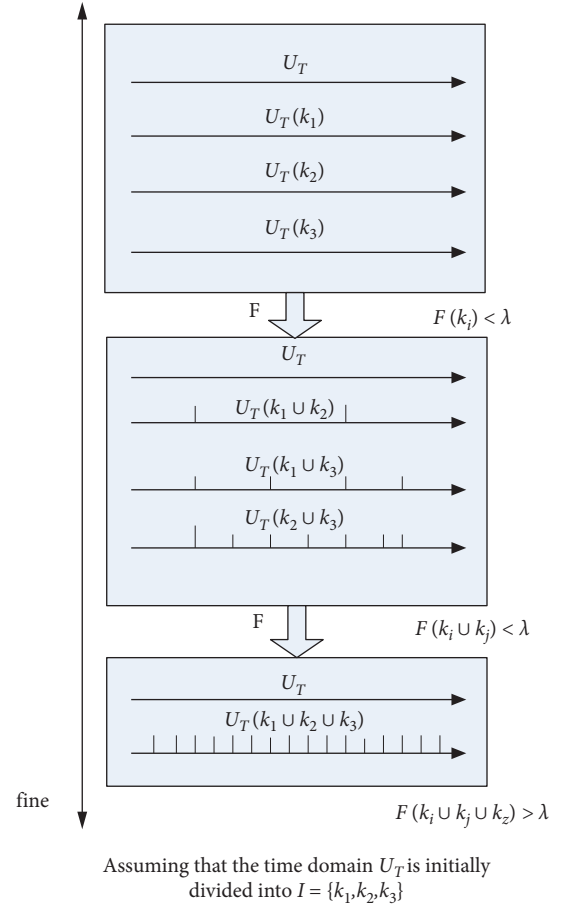 U_T
U_T(k_1)
U_T(k_2)
U_T(k_3)
F
F(k_i) < λ
U_T
U_T(k_1 ∪ k_2)
U_T(k_1 ∪ k_3)
U_T(k_2 ∪ k_3)
F
F(k_i ∪ k_j) < λ
U_T
U_T(k_1 ∪ k_2 ∪ k_3)
fine
F(k_i ∪ k_j ∪ k_z) > λ
Assuming that the time domain U_T is initially
divided into I = {k_1,k_2,k_3}